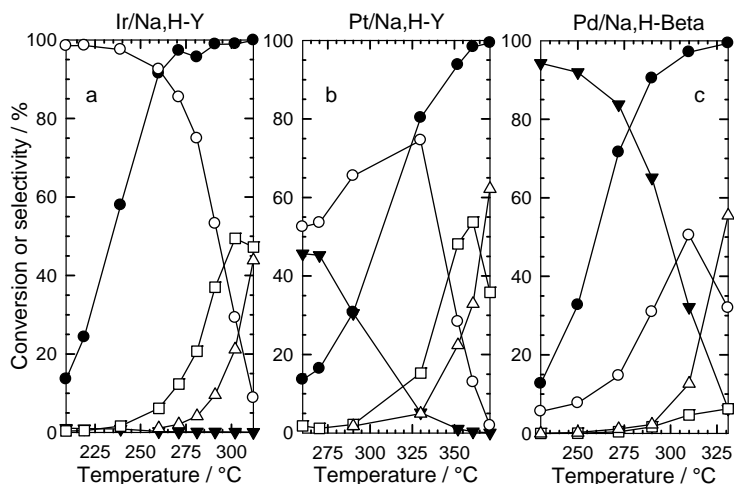 Ir/Na,H-Y
Pt/Na,H-Y
Pd/Na,H-Beta
Conversion or selectivity / %
100
80
60
40
20
0
a
b
c
225 250 275 300
275 300 325 350
250 275 300 325
Temperature / °C
Temperature / °C
Temperature / °C